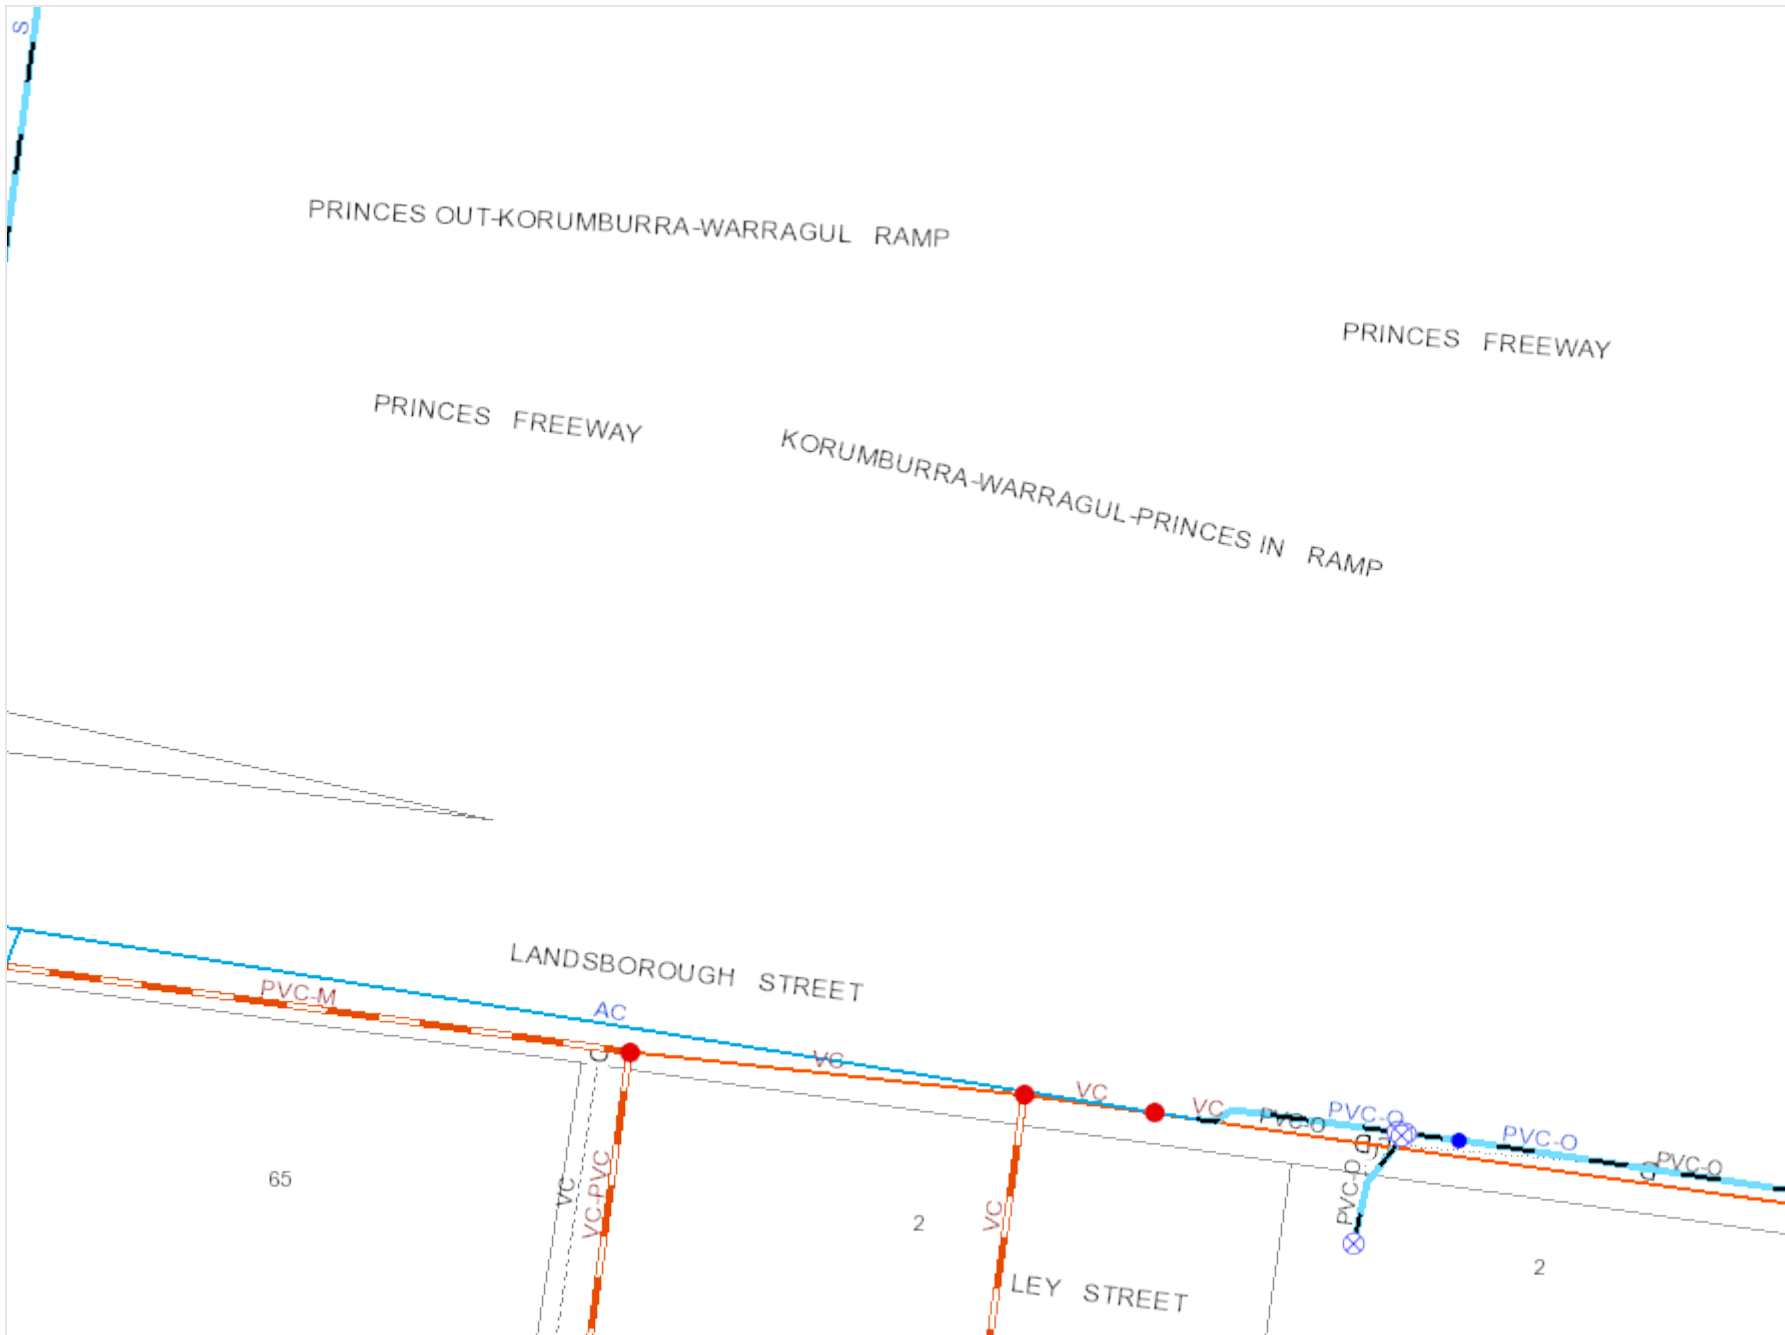 S
PRINCES OUT-KORUMBURRA-WARRAGUL RAMP
PRINCES FREEWAY
PRINCES FREEWAY
KORUMBURRA-WARRAGUL-PRINCES IN RAMP
LANDSBOROUGH STREET
PVC-M
AC
VC
VC
VC
PVC-O
PVC-O
PVC-O
PVC-O
PVC-O
65
VC
VC-PVC
2
VC
2
LEY STREET